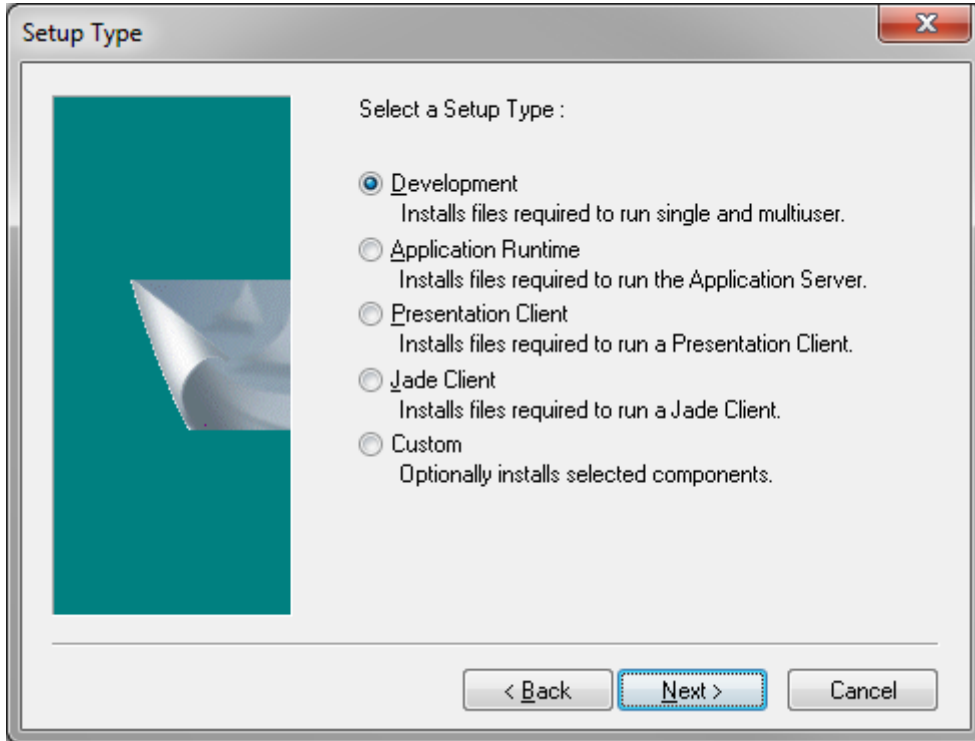 Setup Type
Select a Setup Type :
Development
Installs files required to run single and multiuser.
Application Runtime
Installs files required to run the Application Server.
Presentation Client
Installs files required to run a Presentation Client.
Jade Client
Installs files required to run a Jade Client.
Custom
Optionally installs selected components.
< Back Next > Cancel